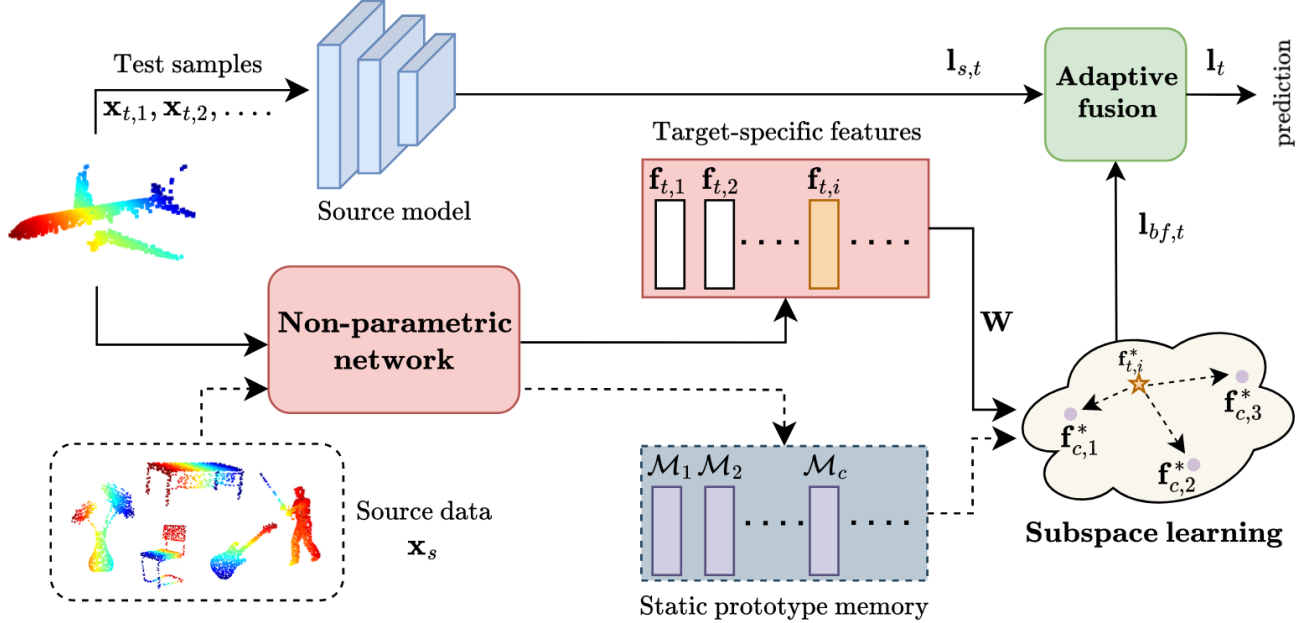 Test samples
𝐱_{t,1}, 𝐱_{t,2}, ....
Source model
𝐥_{s,t}
Adaptive
fusion
𝐥_t
prediction
Target-specific features
𝐟_{t,1} 𝐟_{t,2} .... 𝐟_{t,i} ....
𝐥_{bf,t}
Non-parametric
network
𝐖
𝐟*_{t,i}
𝐟*_{c,1}
𝐟*_{c,2}
𝐟*_{c,3}
Subspace learning
ℳ_1 ℳ_2 .... ℳ_c ....
Static prototype memory
Source data
𝐱_s